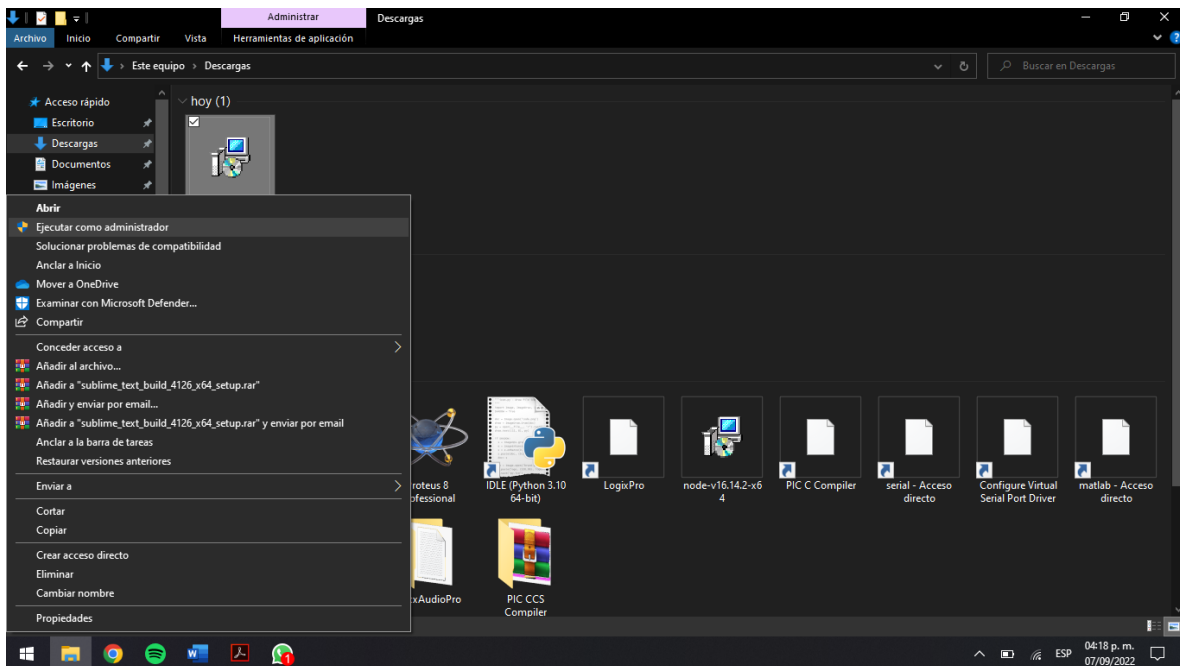 Administrar
Descargas
Archivo Inicio Compartir Vista Herramientas de aplicación
Este equipo > Descargas
Buscar en Descargas
Acceso rápido
Escritorio
Descargas
Documentos
Imágenes
hoy (1)
Abrir
Ejecutar como administrador
Solucionar problemas de compatibilidad
Anclar a Inicio
Mover a OneDrive
Examinar con Microsoft Defender...
Compartir
Conceder acceso a
Añadir al archivo...
Añadir a "sublime_text_build_4126_x64_setup.rar"
Añadir y enviar por email...
Añadir a "sublime_text_build_4126_x64_setup.rar" y enviar por email
Anclar a la barra de tareas
Restaurar versiones anteriores
Enviar a
Cortar
Copiar
Crear acceso directo
Eliminar
Cambiar nombre
Propiedades
roteus 8
ofessional
IDLE (Python 3.10
64-bit)
LogixPro
node-v16.14.2-x6
4
PIC C Compiler
serial - Acceso
directo
Configure Virtual
Serial Port Driver
matlab - Acceso
directo
xAudioPro
PIC CCS
Compiler
ESP
04:18 p. m.
07/09/2022